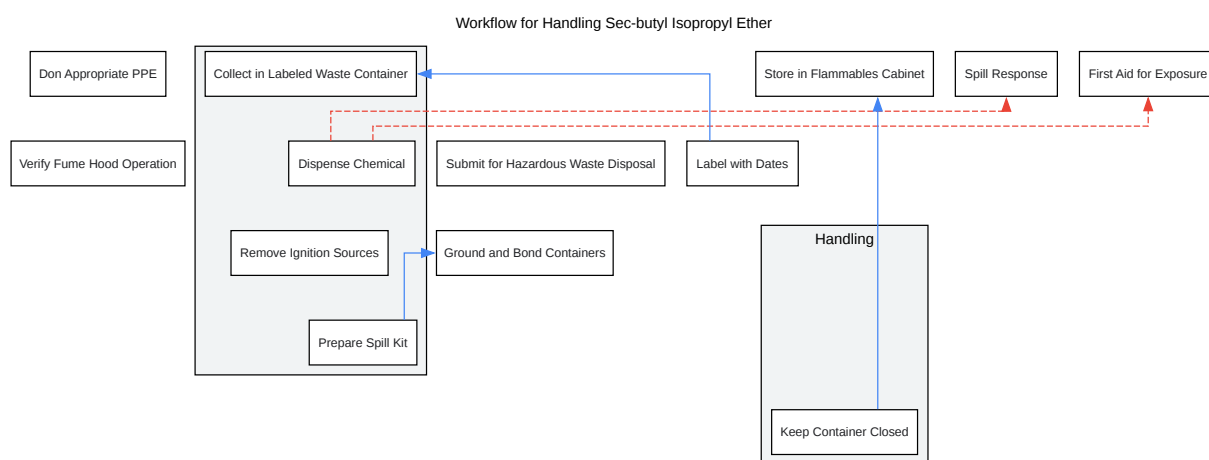 Workflow for Handling Sec-butyl Isopropyl Ether
Don Appropriate PPE
Collect in Labeled Waste Container
Store in Flammables Cabinet
Spill Response
First Aid for Exposure
Verify Fume Hood Operation
Dispense Chemical
Submit for Hazardous Waste Disposal
Label with Dates
Handling
Remove Ignition Sources
Ground and Bond Containers
Prepare Spill Kit
Keep Container Closed